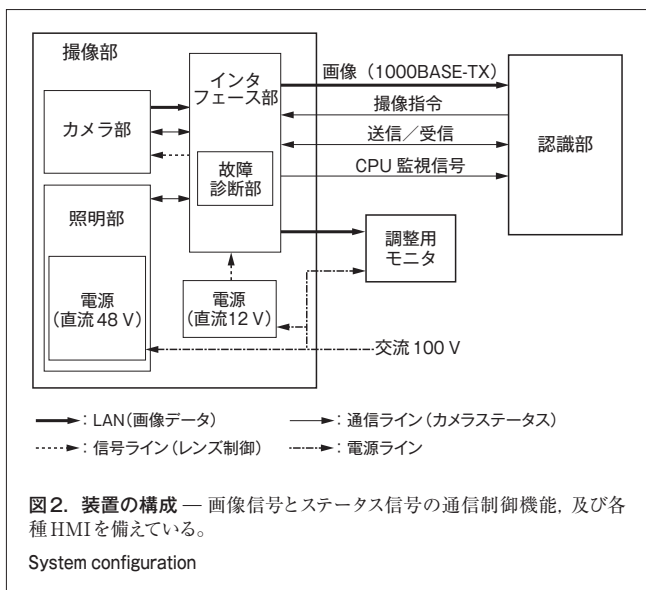 撮像部
カメラ部
照明部
電源
(直流48 V)
インタ
フェース部
故障
診断部
電源
(直流12 V)
画像(1000BASE-TX)
撮像指令
送信/受信
CPU 監視信号
認識部
調整用
モニタ
交流100 V
:LAN(画像データ)
:通信ライン(カメラステータス)
:信号ライン(レンズ制御)
:電源ライン
図2. 装置の構成 — 画像信号とステータス信号の通信制御機能, 及び各
種HMIを備えている。
System configuration